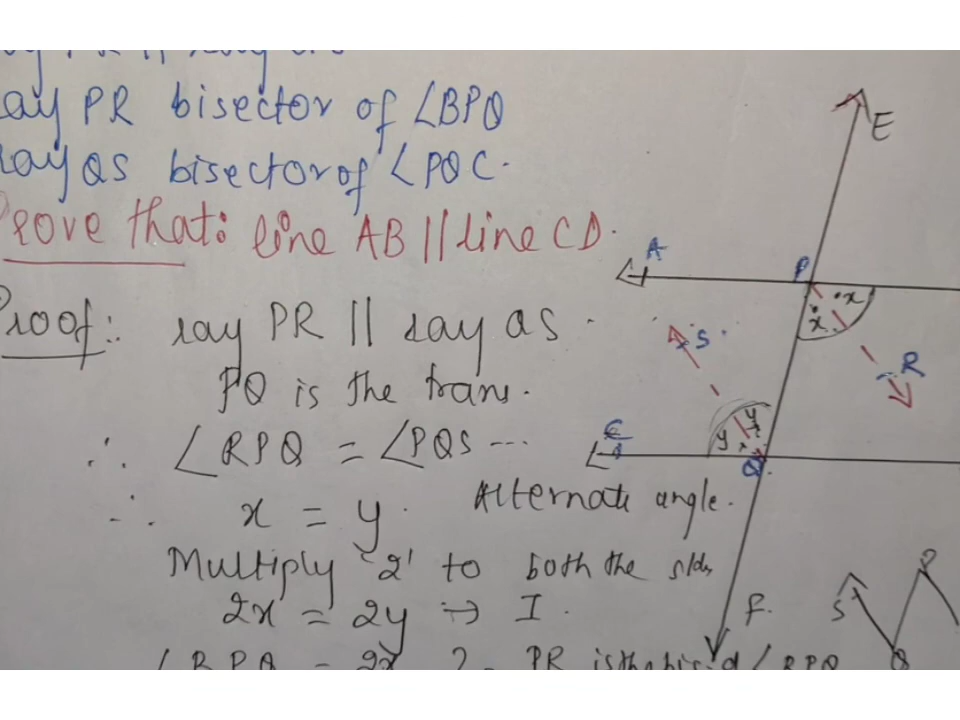 ray PR bisector of ∠BPQ
ray QS bisector of ∠PQC.
Prove that: line AB || line CD.
Proof: ray PR || ray QS.
PQ is the trans.
∴ ∠RPQ = ∠PQS ---
Alternate angle.
∴ x = y.
Multiply '2' to both the
2x = 2y → I.
E
A
P
x
x
S
R
C
y
y
Q
F.
S
P
Q